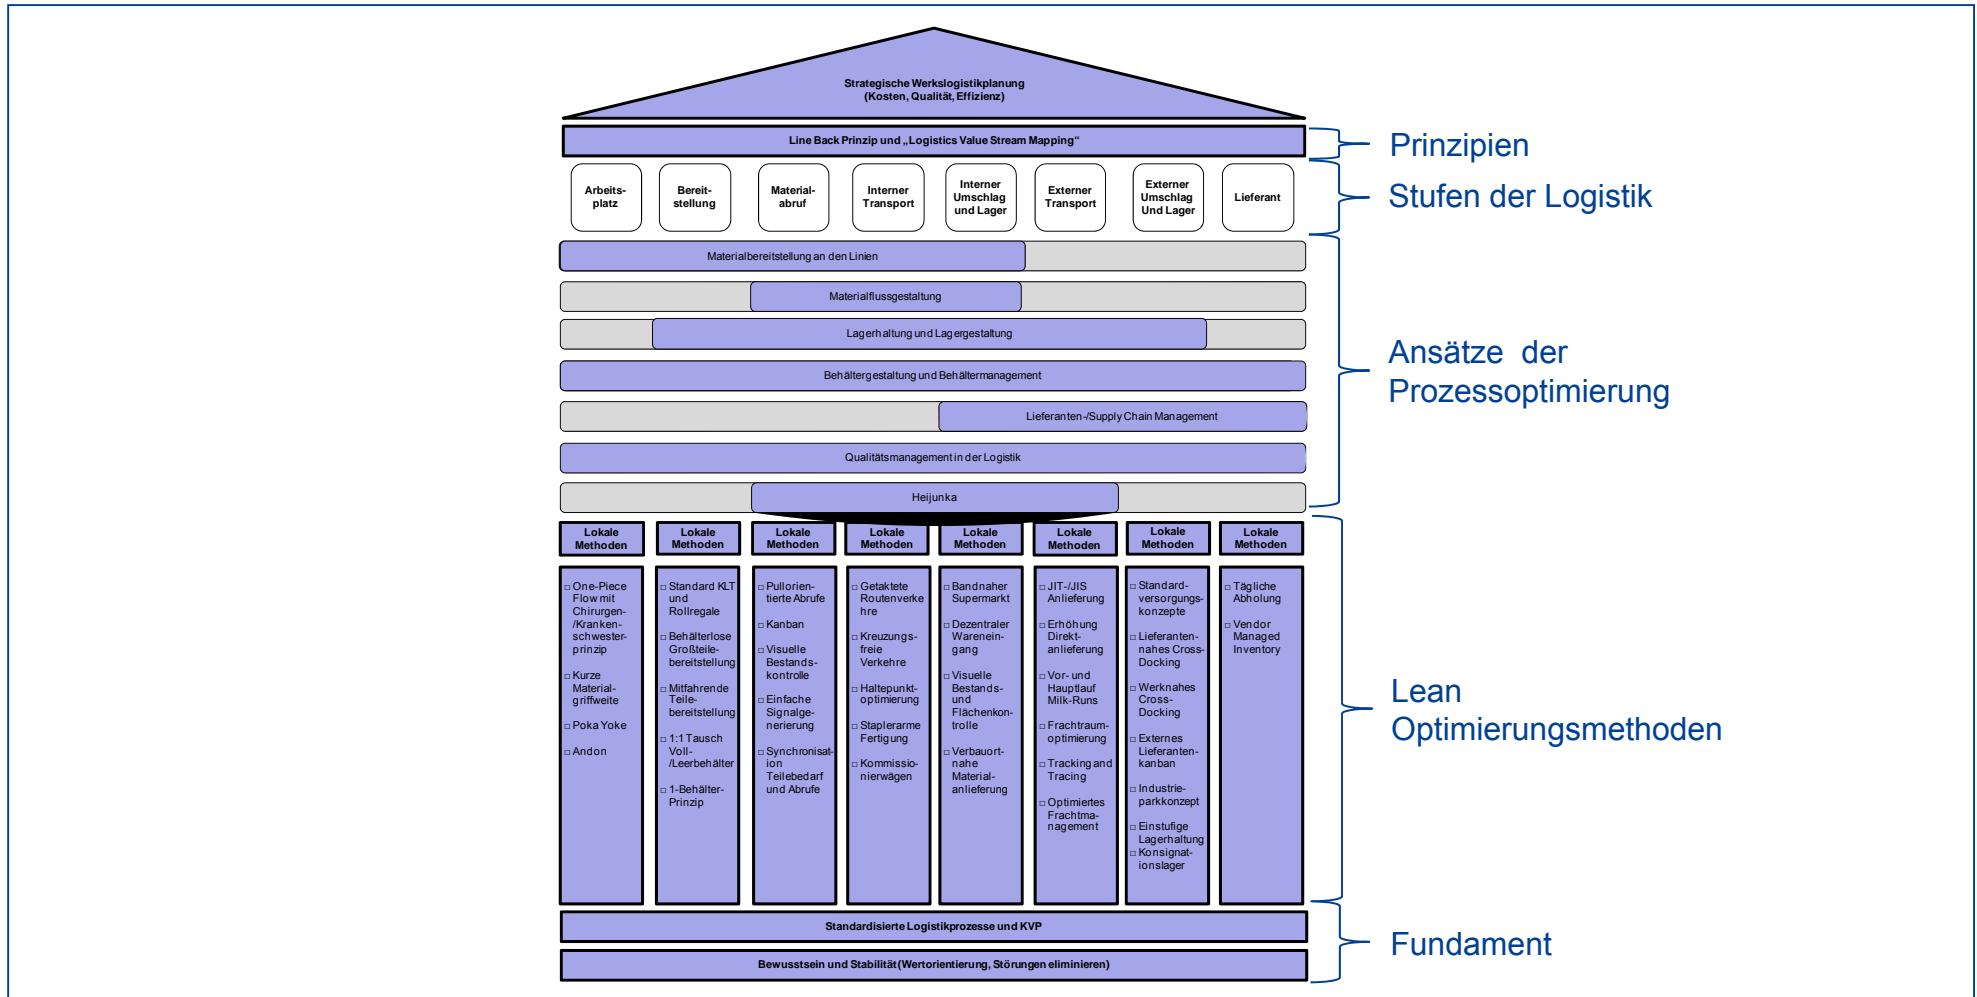 Strategische Werkslogistikplanung
(Kosten, Qualität, Effizienz)
Line Back Prinzip und „Logistics Value Stream Mapping“
Prinzipien
Arbeits-
platz
Bereit-
stellung
Material-
abruf
Interner
Transport
Interner
Umschlag
und Lager
Externer
Transport
Externer
Umschlag
Und Lager
Lieferant
Stufen der Logistik
Materialbereitstellung an den Linien
Materialflussgestaltung
Lagerhaltung und Lagergestaltung
Behältergestaltung und Behältermanagement
Lieferanten-/Supply Chain Management
Qualitätsmanagement in der Logistik
Heijunka
Ansätze der
Prozessoptimierung
Lokale
Methoden
□ One-Piece
Flow mit
Chirurgen-
/Kranken-
schwester-
prinzip
□ Kurze
Material-
griffweite
□ Poka Yoke
□ Andon
Lokale
Methoden
□ Standard KLT
und
Rollregale
□ Behälterlose
Großteile-
bereitstellung
□ Mitfahrende
Teile-
bereitstellung
□ 1:1 Tausch
Voll-
/Leerbehälter
□ 1-Behälter-
Prinzip
Lokale
Methoden
□ Pullorien-
tierte Abrufe
□ Kanban
□ Visuelle
Bestands-
kontrolle
□ Einfache
Signalge-
nerierung
□ Synchronisat-
ion
Teilebedarf
und Abrufe
Lokale
Methoden
□ Getaktete
Routenverke
hre
□ Kreuzungs-
freie
Verkehre
□ Haltepunkt-
optimierung
□ Staplerarme
Fertigung
□ Kommissio-
nierwägen
Lokale
Methoden
□ Bandnaher
Supermarkt
□ Dezentraler
Warenein-
gang
□ Visuelle
Bestands-
und
Flächenkon-
trolle
□ Verbauort-
nahe
Material-
anlieferung
Lokale
Methoden
□ JIT-/JIS
Anlieferung
□ Erhöhung
Direkt-
anlieferung
□ Vor- und
Hauptlauf
Milk-Runs
□ Frachtraum-
optimierung
□ Tracking and
Tracing
□ Optimiertes
Frachtma-
nagement
Lokale
Methoden
□ Standard-
versorgungs-
konzepte
□ Lieferanten-
nahes Cross-
Docking
□ Werknahes
Cross-
Docking
□ Externes
Lieferanten-
kanban
□ Industrie-
parkkonzept
□ Einstufige
Lagerhaltung
□ Konsignat-
ionslager
Lokale
Methoden
□ Tägliche
Abholung
□ Vendor
Managed
Inventory
Lean
Optimierungsmethoden
Standardisierte Logistikprozesse und KVP
Bewusstsein und Stabilität (Wertorientierung, Störungen eliminieren)
Fundament